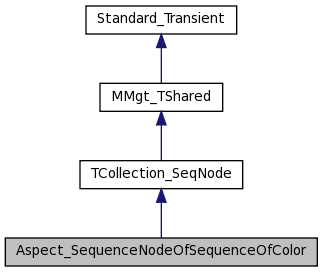 Standard_Transient
MMgt_TShared
TCollection_SeqNode
Aspect_SequenceNodeOfSequenceOfColor